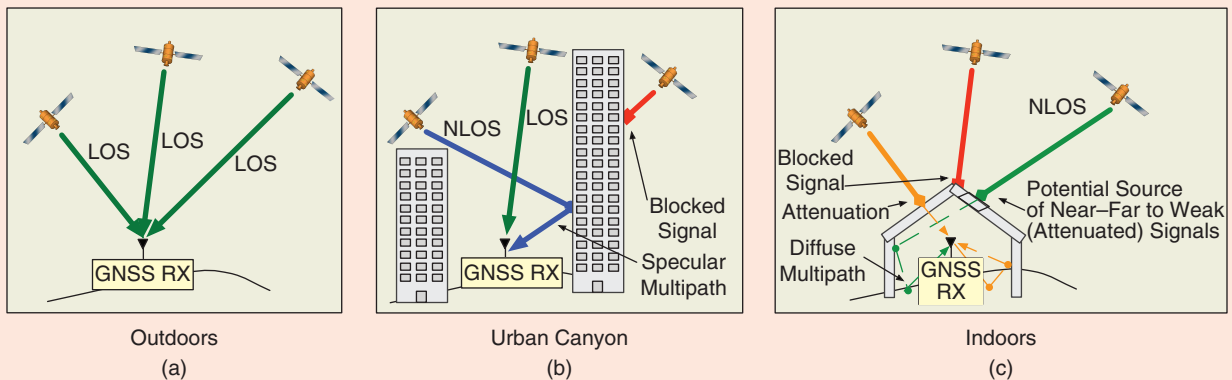 LOS
LOS
LOS
GNSS RX
Outdoors
(a)
NLOS
LOS
Blocked
Signal
Specular
Multipath
GNSS RX
Urban Canyon
(b)
NLOS
Blocked
Signal
Attenuation
Potential Source
of Near–Far to Weak
(Attenuated) Signals
Diffuse
Multipath
GNSS
RX
Indoors
(c)